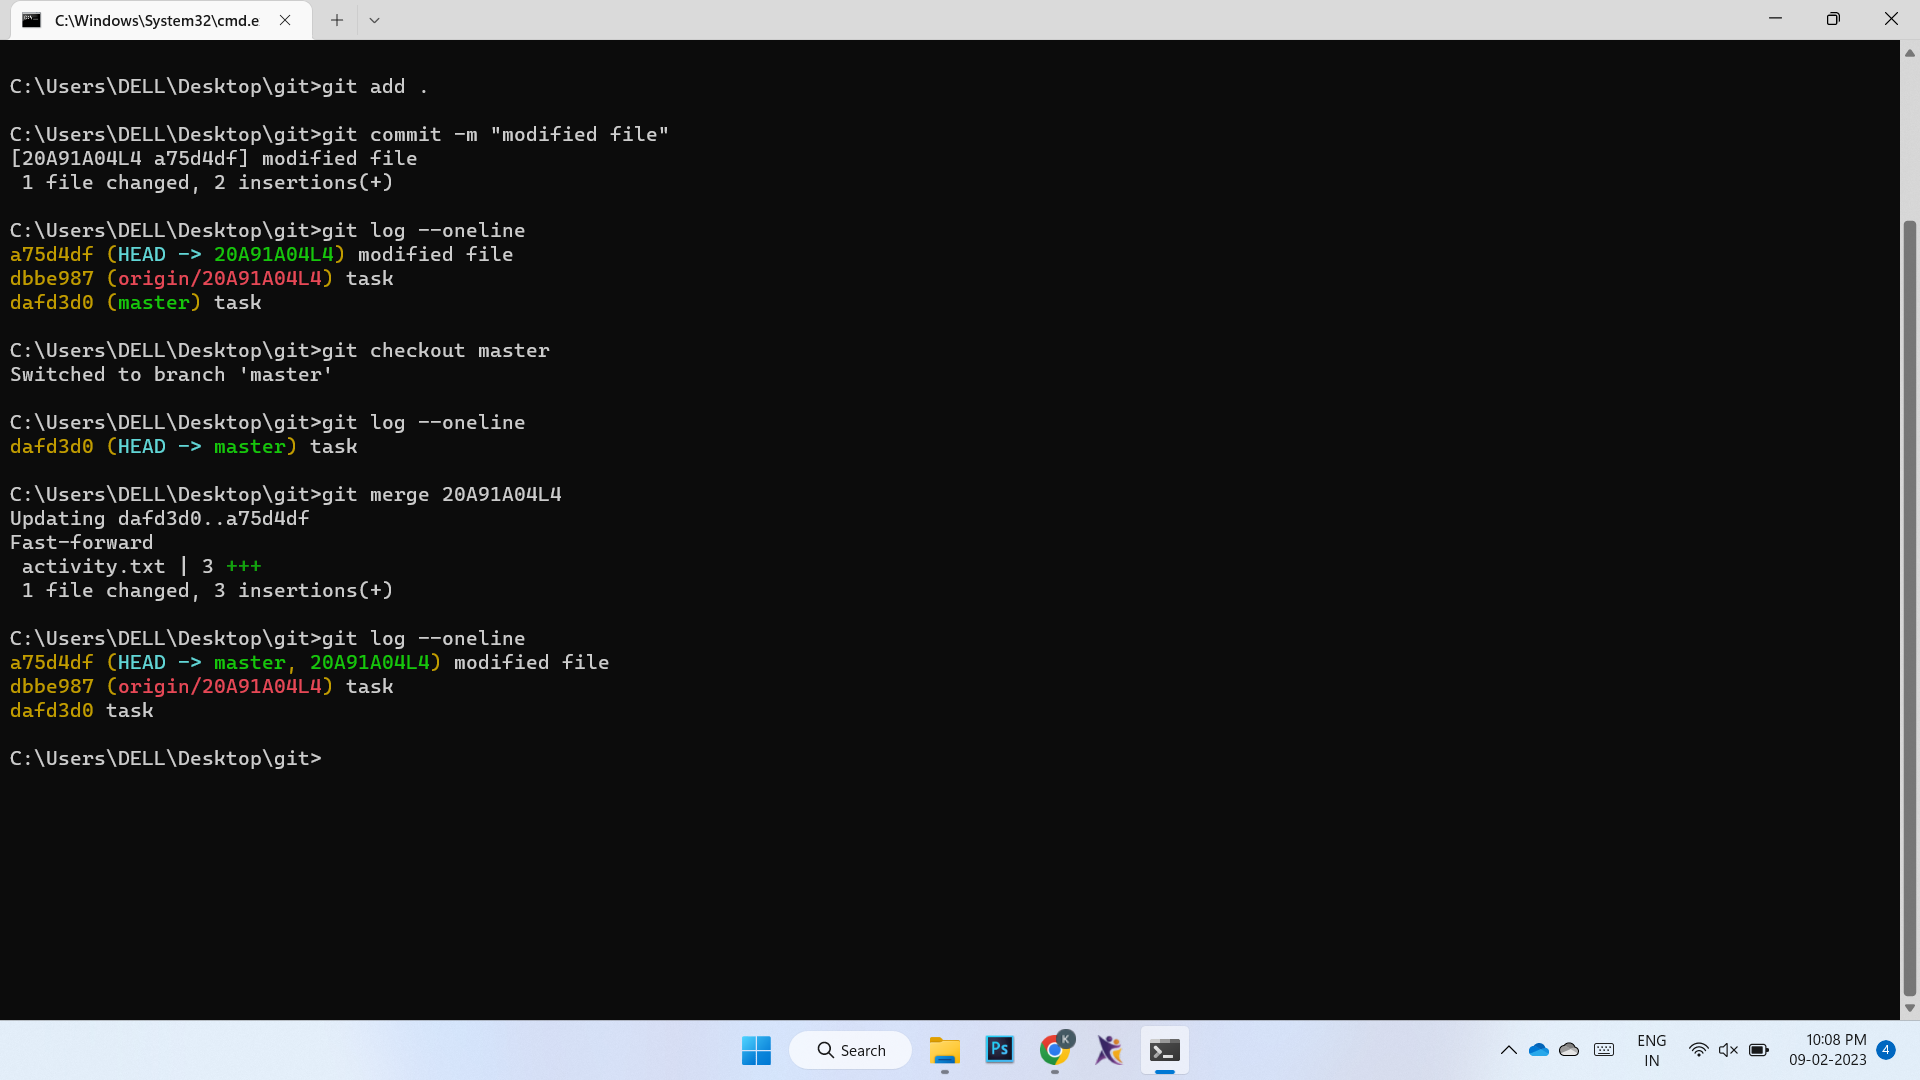 C:\Windows\System32\cmd.e
C:\Users\DELL\Desktop\git>git add .
C:\Users\DELL\Desktop\git>git commit -m "modified file"
[20A91A04L4 a75d4df] modified file
 1 file changed, 2 insertions(+)
C:\Users\DELL\Desktop\git>git log --oneline
a75d4df (HEAD -> 20A91A04L4) modified file
dbbe987 (origin/20A91A04L4) task
dafd3d0 (master) task
C:\Users\DELL\Desktop\git>git checkout master
Switched to branch 'master'
C:\Users\DELL\Desktop\git>git log --oneline
dafd3d0 (HEAD -> master) task
C:\Users\DELL\Desktop\git>git merge 20A91A04L4
Updating dafd3d0..a75d4df
Fast-forward
 activity.txt | 3 +++
 1 file changed, 3 insertions(+)
C:\Users\DELL\Desktop\git>git log --oneline
a75d4df (HEAD -> master, 20A91A04L4) modified file
dbbe987 (origin/20A91A04L4) task
dafd3d0 task
C:\Users\DELL\Desktop\git>
Search
Ps
K
ENG
IN
10:08 PM
09-02-2023
4